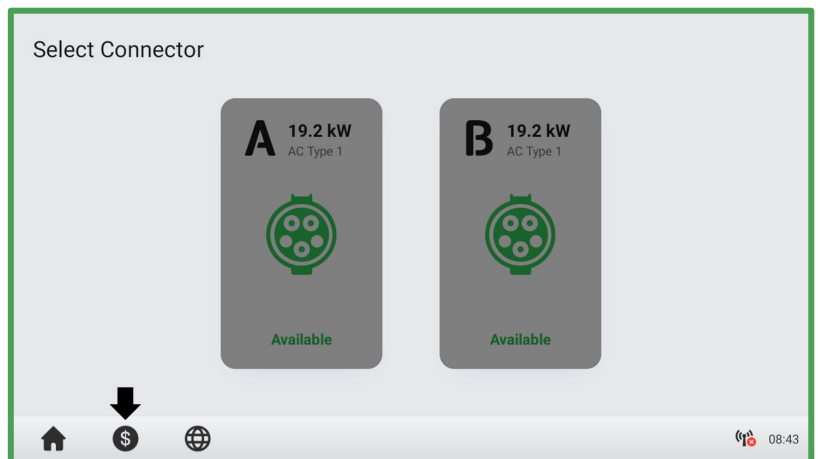 Select Connector
A 19.2 kW
AC Type 1
Available
B 19.2 kW
AC Type 1
Available
$
08:43